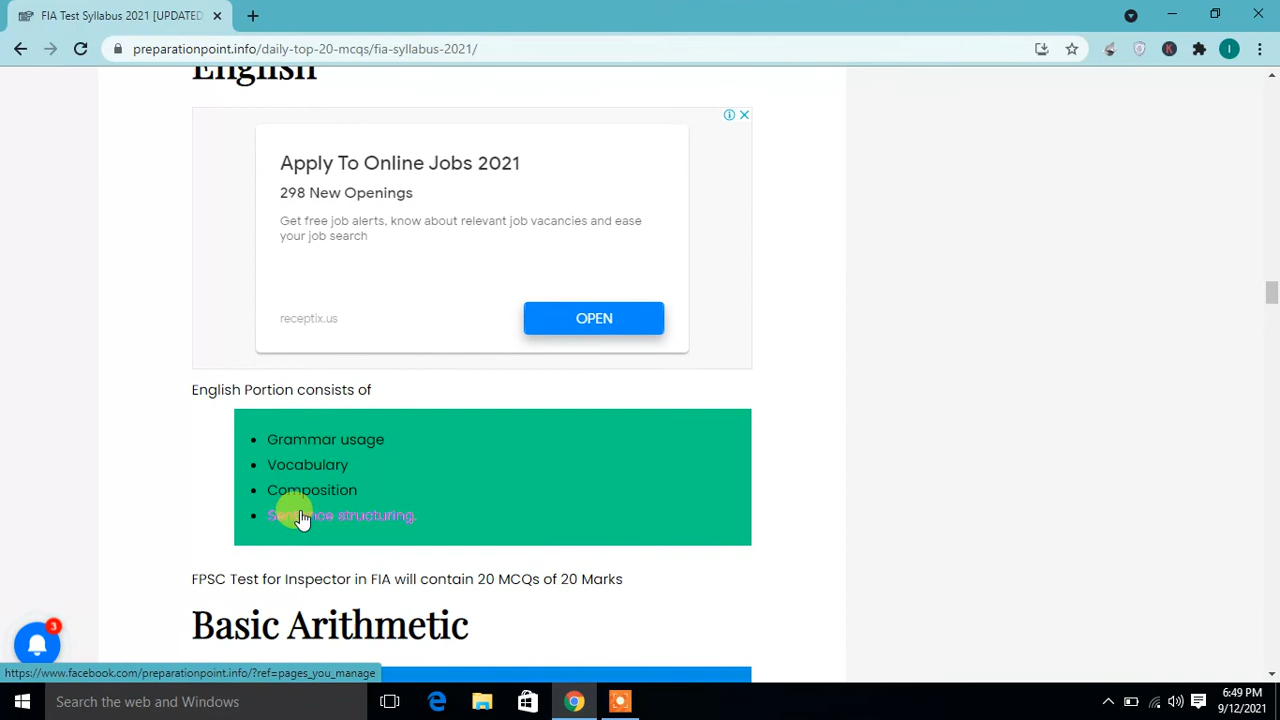 FIA Test Syllabus 2021 [UPDATED
preparationpoint.info/daily-top-20-mcqs/fia-syllabus-2021/
K
I
English
Apply To Online Jobs 2021
298 New Openings
Get free job alerts, know about relevant job vacancies and ease
your job search
receptix.us
OPEN
English Portion consists of
Grammar usage
Vocabulary
Composition
Sentence structuring.
FPSC Test for Inspector in FIA will contain 20 MCQs of 20 Marks
Basic Arithmetic
3
https://www.facebook.com/preparationpoint.info/?ref=pages_you_manage
Search the web and Windows
6:49 PM
9/12/2021